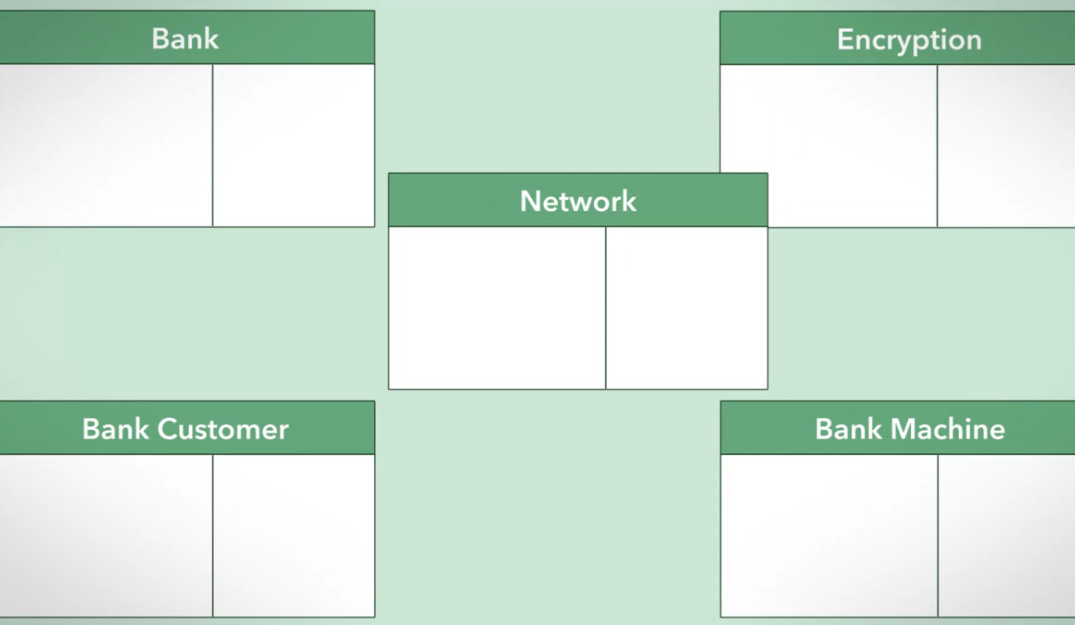 Bank
Encryption
Network
Bank Customer
Bank Machine